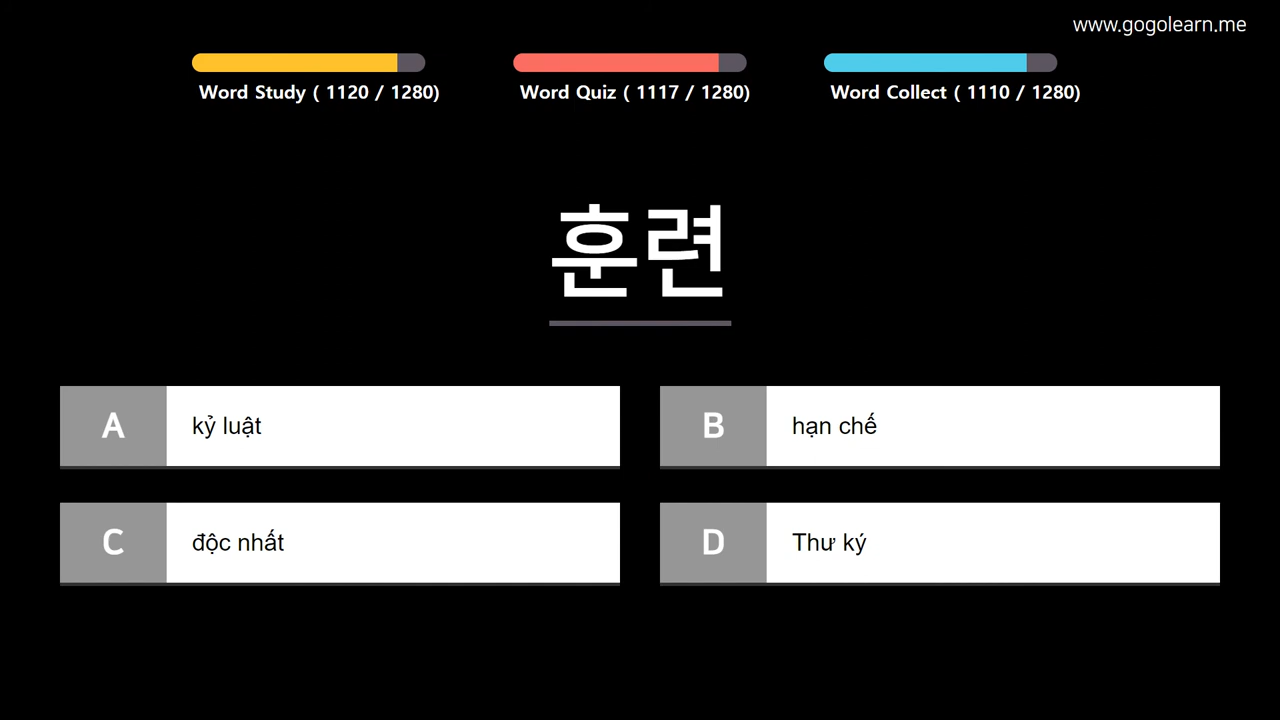 www.gogolearn.me
Word Study ( 1120 / 1280)
Word Quiz ( 1117 / 1280)
Word Collect ( 1110 / 1280)
훈련
A kỷ luật
B hạn chế
C độc nhất
D Thư ký